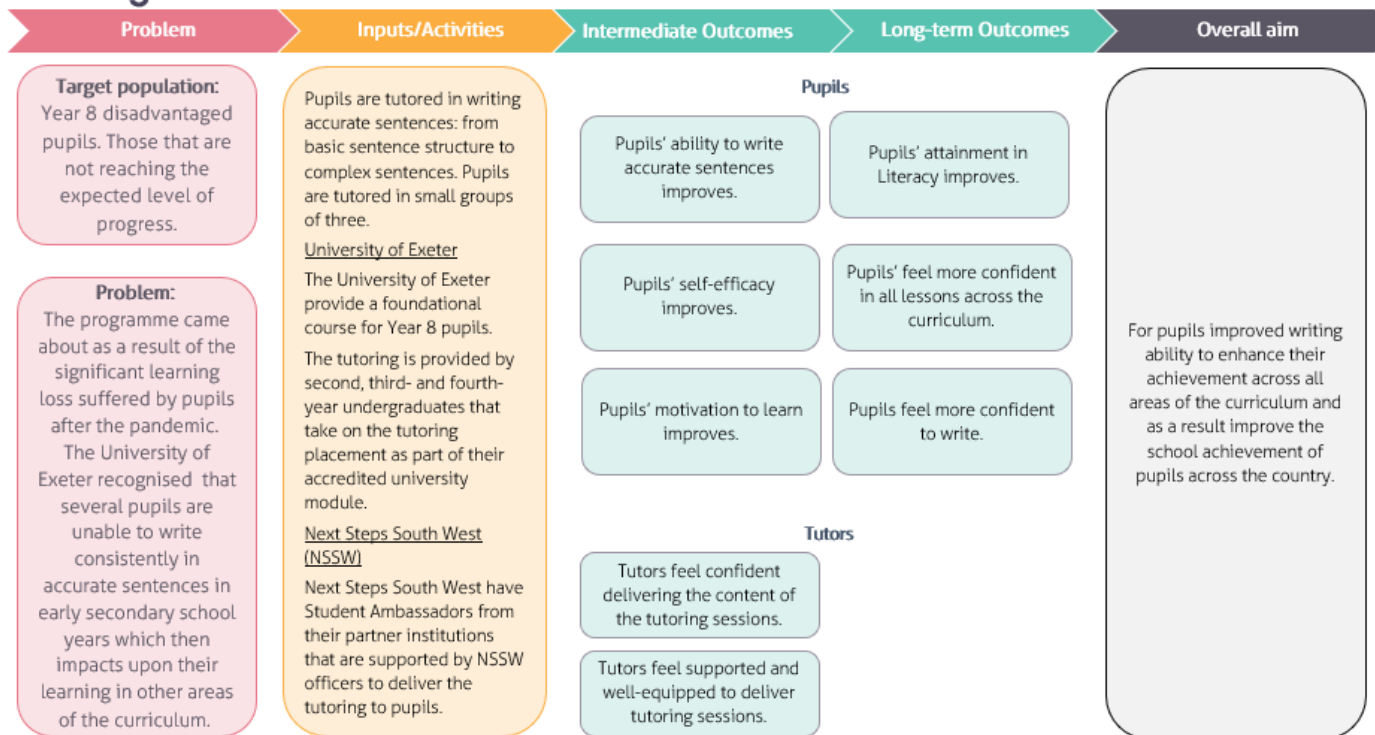 Problem
Inputs/Activities
Intermediate Outcomes
Long-term Outcomes
Overall aim
Target population:
Year 8 disadvantaged
pupils. Those that are
not reaching the
expected level of
progress.
Problem:
The programme came
about as a result of the
significant learning
loss suffered by pupils
after the pandemic.
The University of
Exeter recognised that
several pupils are
unable to write
consistently in
accurate sentences in
early secondary school
years which then
impacts upon their
learning in other areas
of the curriculum.
Pupils are tutored in writing
accurate sentences: from
basic sentence structure to
complex sentences. Pupils
are tutored in small groups
of three.
University of Exeter
The University of Exeter
provide a foundational
course for Year 8 pupils.
The tutoring is provided by
second, third- and fourth-
year undergraduates that
take on the tutoring
placement as part of their
accredited university
module.
Next Steps South West
(NSSW)
Next Steps South West have
Student Ambassadors from
their partner institutions
that are supported by NSSW
officers to deliver the
tutoring to pupils.
Pupils
Pupils' ability to write
accurate sentences
improves.
Pupils' attainment in
Literacy improves.
Pupils' self-efficacy
improves.
Pupils' feel more confident
in all lessons across the
curriculum.
Pupils' motivation to learn
improves.
Pupils feel more confident
to write.
Tutors
Tutors feel confident
delivering the content of
the tutoring sessions.
Tutors feel supported and
well-equipped to deliver
tutoring sessions.
For pupils improved writing
ability to enhance their
achievement across all
areas of the curriculum and
as a result improve the
school achievement of
pupils across the country.